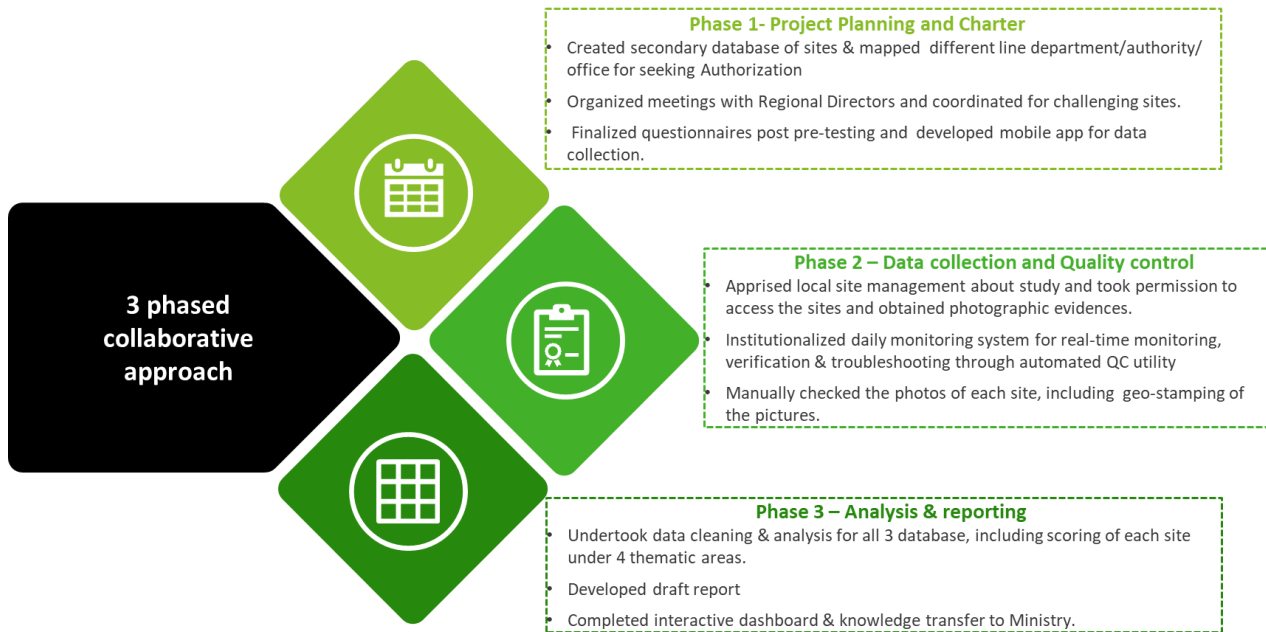 3 phased
collaborative
approach
Phase 1- Project Planning and Charter
• Created secondary database of sites & mapped different line department/authority/
office for seeking Authorization
• Organized meetings with Regional Directors and coordinated for challenging sites.
• Finalized questionnaires post pre-testing and developed mobile app for data
collection.
Phase 2 – Data collection and Quality control
• Apprised local site management about study and took permission to
access the sites and obtained photographic evidences.
• Institutionalized daily monitoring system for real-time monitoring,
verification & troubleshooting through automated QC utility
• Manually checked the photos of each site, including geo-stamping of
the pictures.
Phase 3 – Analysis & reporting
• Undertook data cleaning & analysis for all 3 database, including scoring of each site
under 4 thematic areas.
• Developed draft report
• Completed interactive dashboard & knowledge transfer to Ministry.